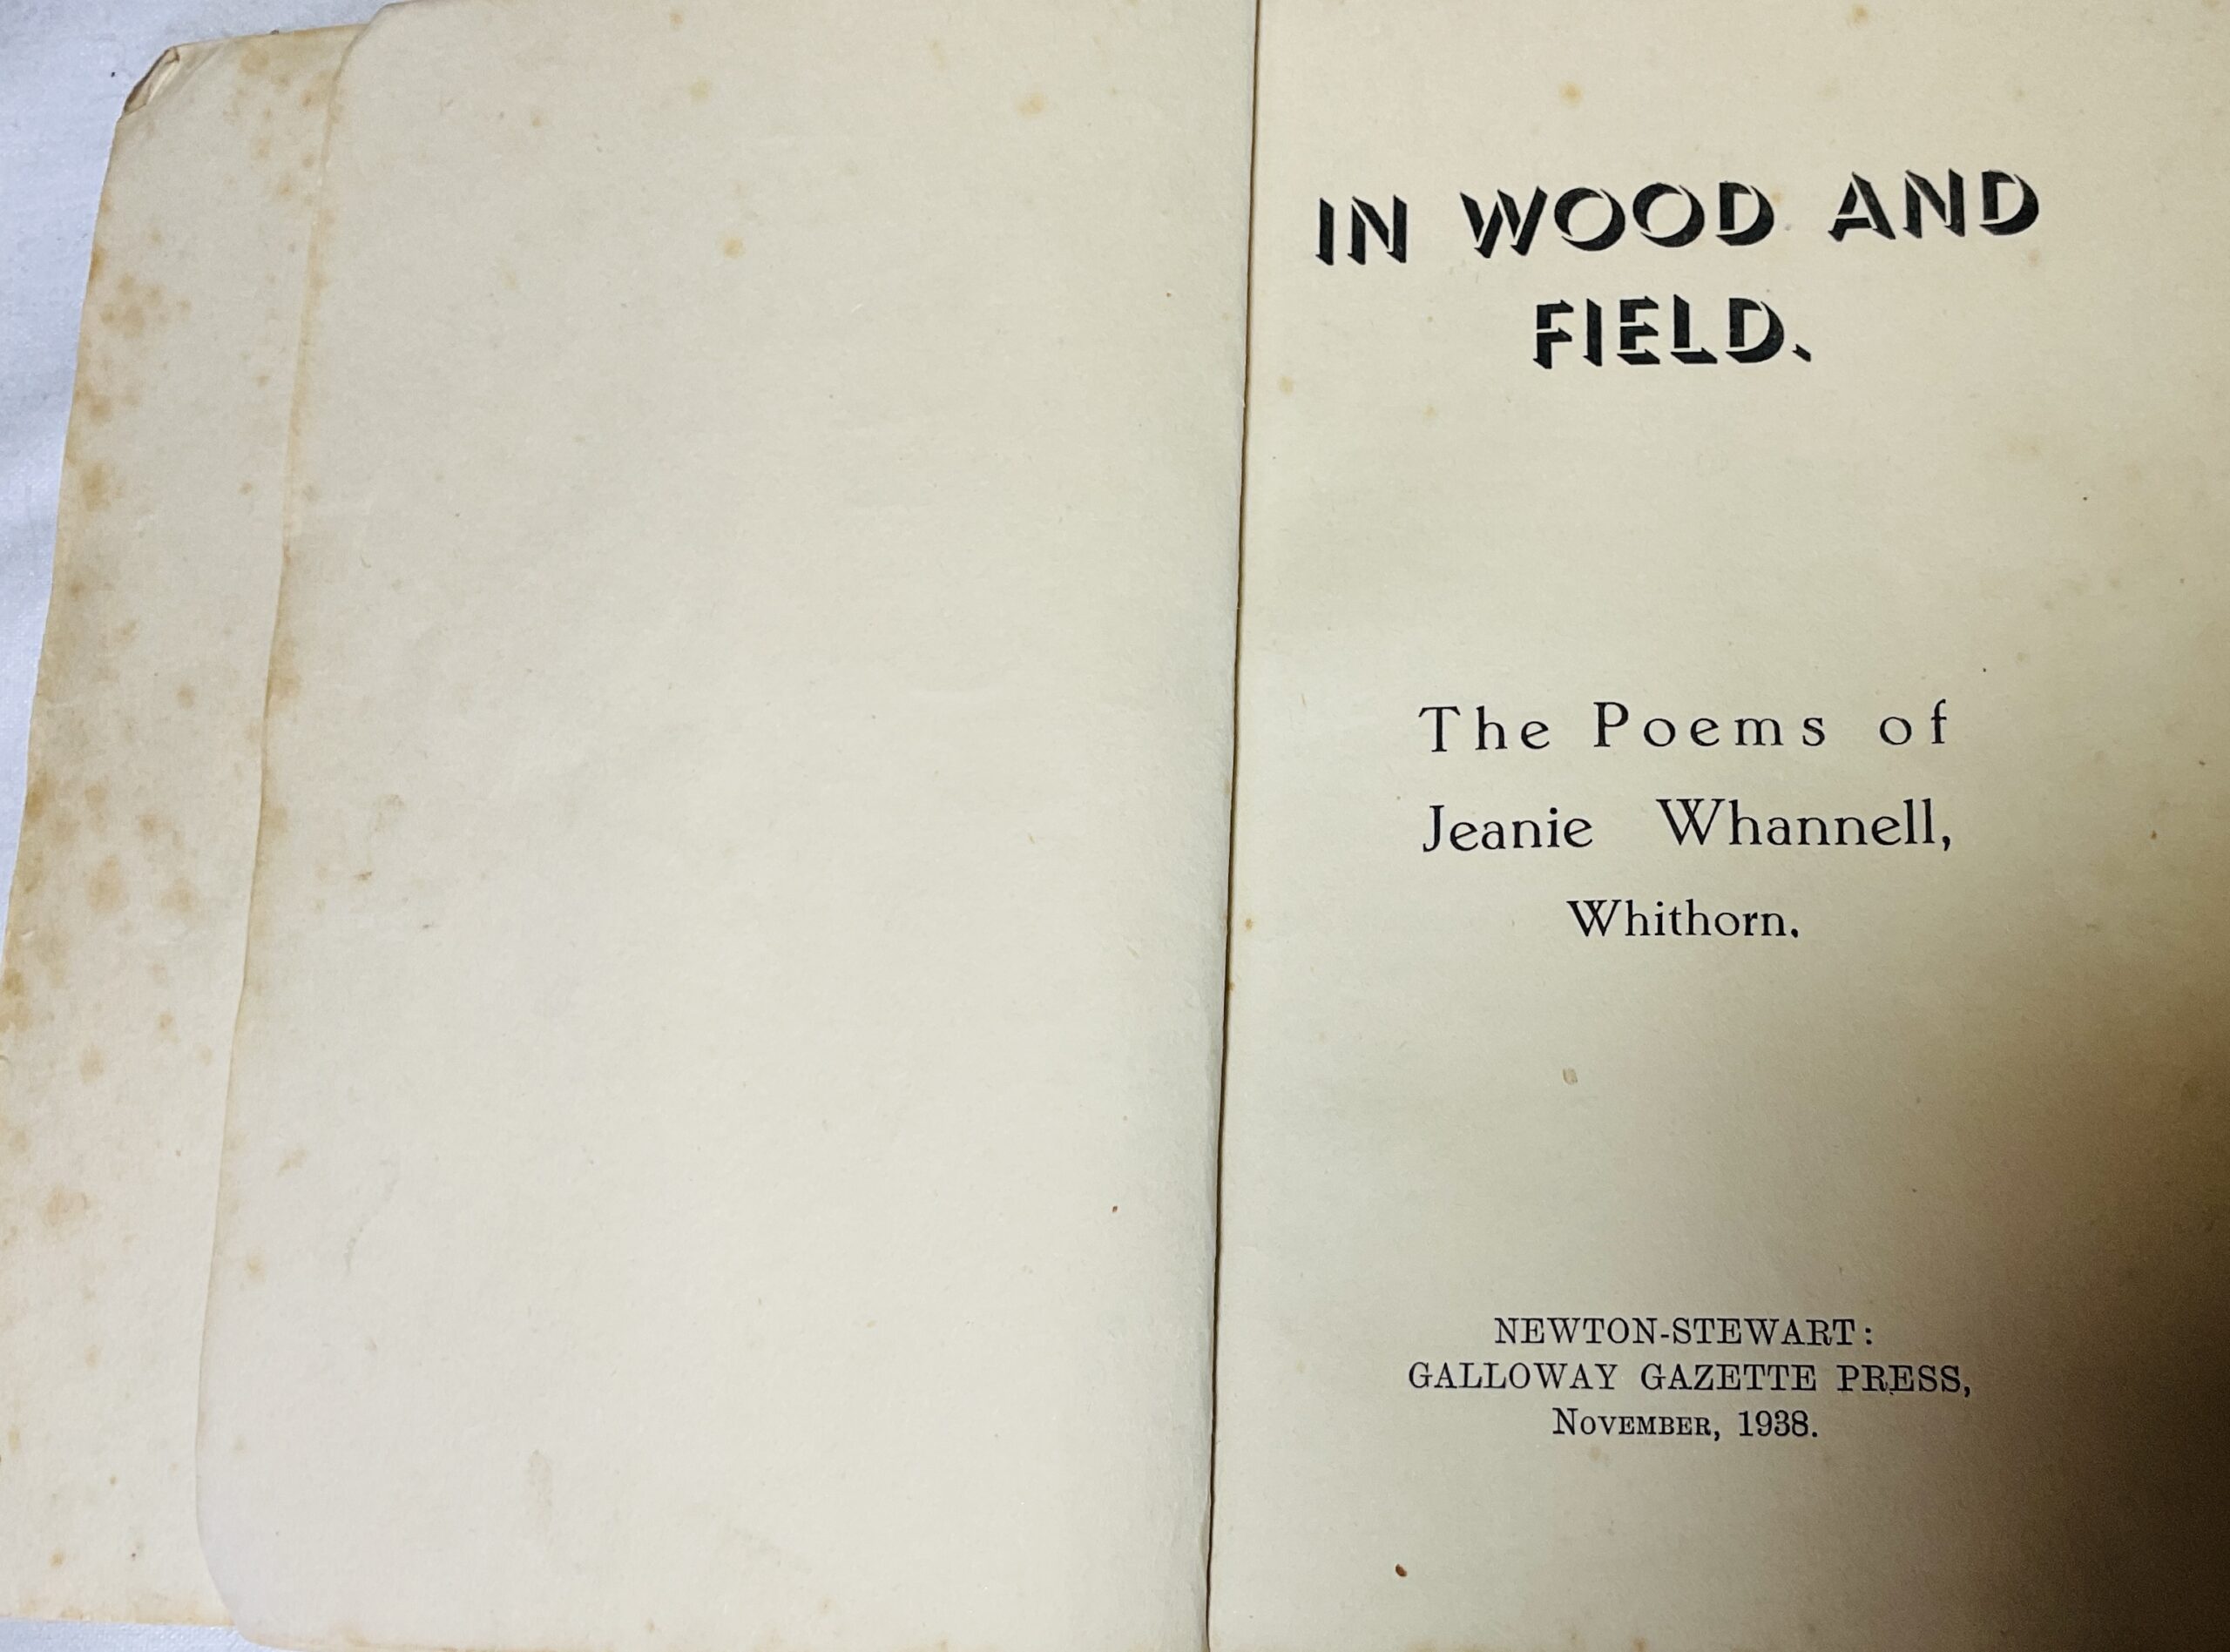 IN WOOD AND
FIELD.
The Poems of
Jeanie Whannell,
Whithorn.
NEWTON-STEWART:
GALLOWAY GAZETTE PRESS,
NOVEMBER, 1938.